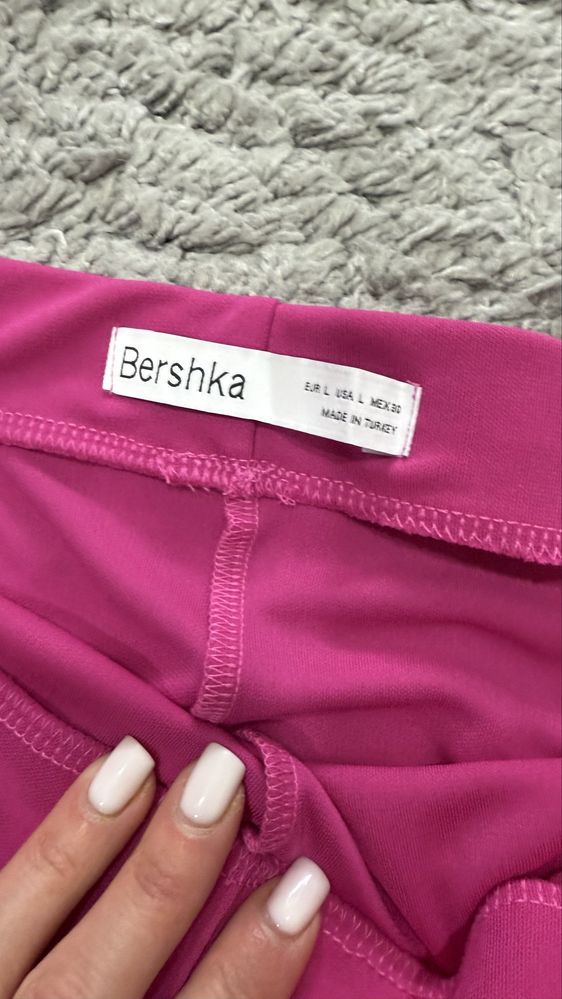 Bershka
EUR L USA L MEX 30
MADE IN TURKEY